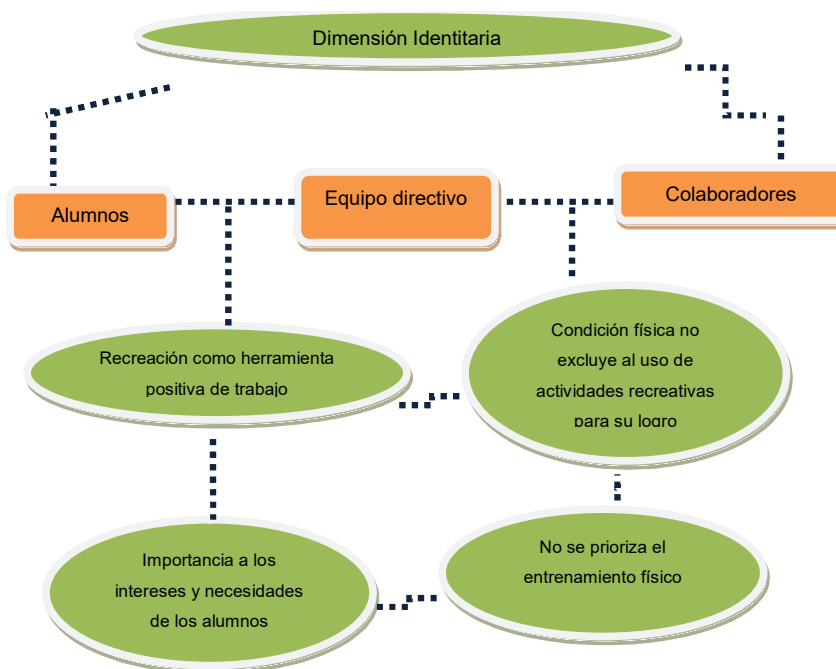 Dimensión Identitaria
Alumnos
Equipo directivo
Colaboradores
Recreación como herramienta
positiva de trabajo
Condición física no
excluye al uso de
actividades recreativas
para su logro
Importancia a los
intereses y necesidades
de los alumnos
No se prioriza el
entrenamiento físico